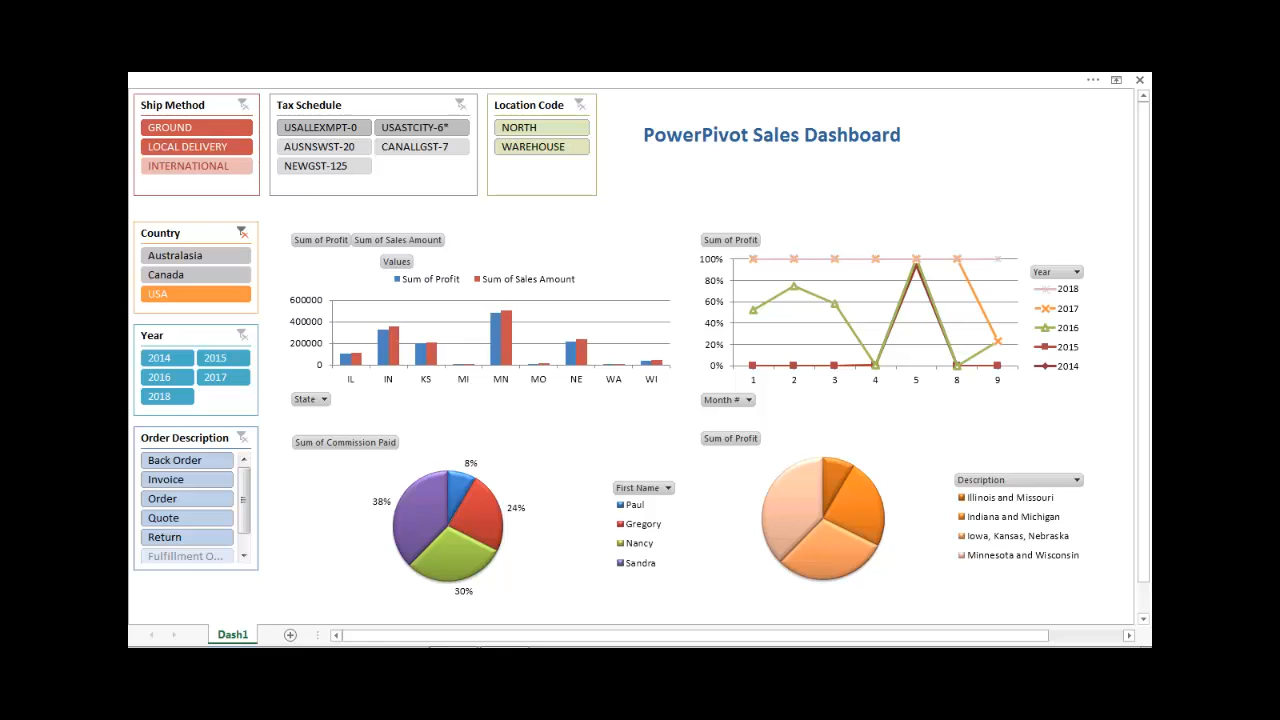 Ship Method
GROUND
LOCAL DELIVERY
INTERNATIONAL
Tax Schedule
USALLEXMPT-0 USASTCITY-6*
AUSNSWST-20 CANALLGST-7
NEWGST-125
Location Code
NORTH
WAREHOUSE
PowerPivot Sales Dashboard
Country
Australasia
Canada
USA
Year
2014 2015
2016 2017
2018
Order Description
Back Order
Invoice
Order
Quote
Return
Fulfillment O...
Sum of Profit Sum of Sales Amount
Values
Sum of Profit Sum of Sales Amount
600000
400000
200000
0
IL IN KS MI MN MO NE WA WI
State
Sum of Profit
100%
80%
60%
40%
20%
0%
1 2 3 4 5 8 9
Month #
Year
2018
2017
2016
2015
2014
Sum of Commission Paid
8%
24%
30%
38%
First Name
Paul
Gregory
Nancy
Sandra
Sum of Profit
Description
Illinois and Missouri
Indiana and Michigan
Iowa, Kansas, Nebraska
Minnesota and Wisconsin
Dash1